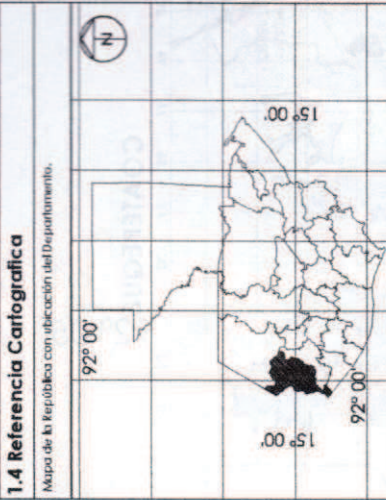 1.4 Referencia Cartografica
Mapa de la República con ubicación del Departamento.
N
92° 00'
15° 00'
15° 00'
92° 00'